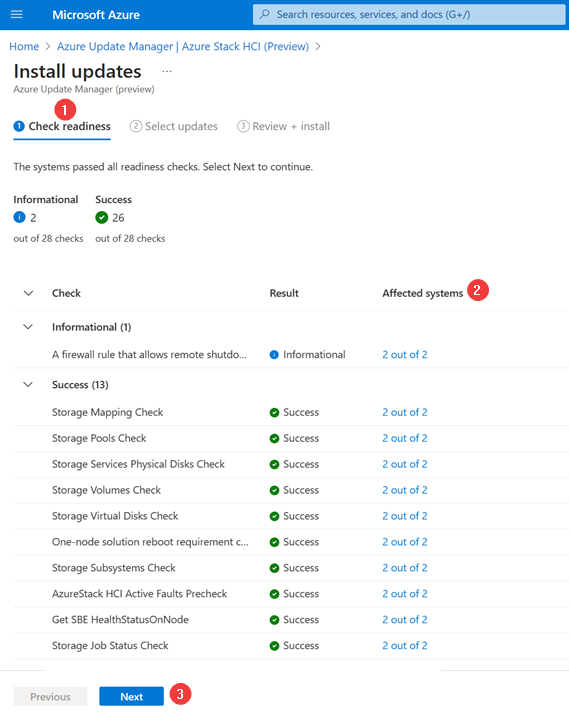 Microsoft Azure
Search resources, services, and docs (G+/)
Home > Azure Update Manager | Azure Stack HCI (Preview) >
Install updates ...
Azure Update Manager (preview)
1
1 Check readiness 2 Select updates 3 Review + install
The systems passed all readiness checks. Select Next to continue.
Informational Success
i 2 26
out of 28 checks out of 28 checks
Check Result Affected systems 2
Informational (1)
A firewall rule that allows remote shutdo... Informational 2 out of 2
Success (13)
Storage Mapping Check Success 2 out of 2
Storage Pools Check Success 2 out of 2
Storage Services Physical Disks Check Success 2 out of 2
Storage Volumes Check Success 2 out of 2
Storage Virtual Disks Check Success 2 out of 2
One-node solution reboot requirement c... Success 2 out of 2
Storage Subsystems Check Success 2 out of 2
AzureStack HCI Active Faults Precheck Success 2 out of 2
Get SBE HealthStatusOnNode Success 2 out of 2
Storage Job Status Check Success 2 out of 2
Previous Next 3